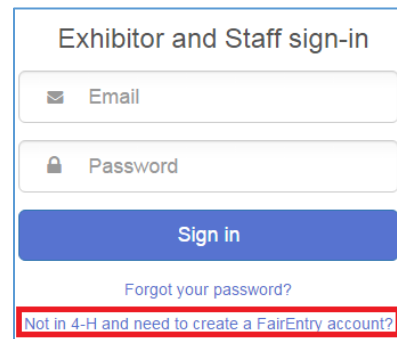 Exhibitor and Staff sign-in
Email
Password
Sign in
Forgot your password?
Not in 4-H and need to create a FairEntry account?